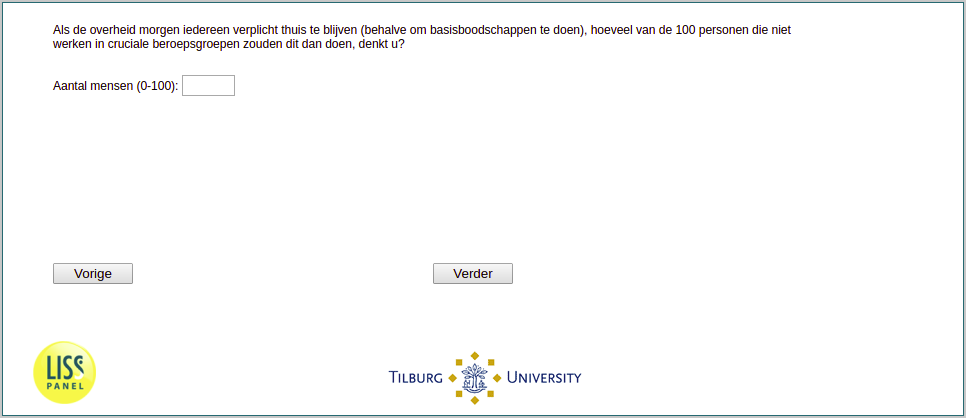 Als de overheid morgen iedereen verplicht thuis te blijven (behalve om basisboodschappen te doen), hoeveel van de 100 personen die niet
werken in cruciale beroepsgroepen zouden dit dan doen, denkt u?
Aantal mensen (0-100):
Vorige
Verder
LISS
PANEL
TILBURG UNIVERSITY